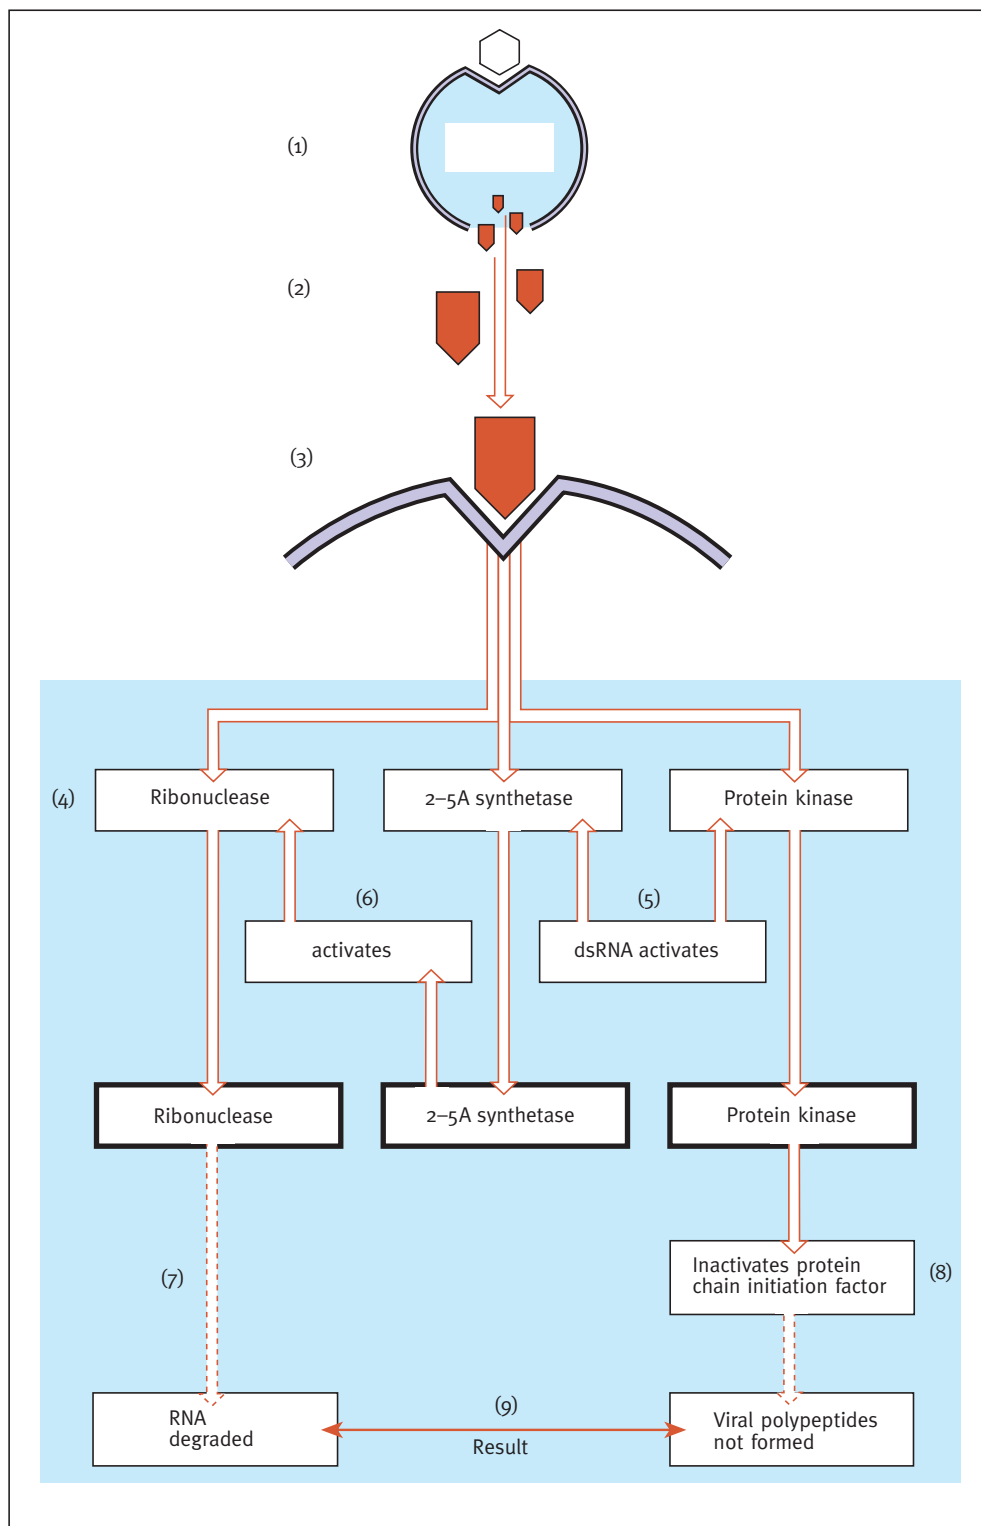 (1)
(2)
(3)
(4)
Ribonuclease
2–5A synthetase
Protein kinase
(6)
(5)
activates
dsRNA activates
Ribonuclease
2–5A synthetase
Protein kinase
(7)
Inactivates protein
chain initiation factor
(8)
RNA
degraded
(9)
Result
Viral polypeptides
not formed